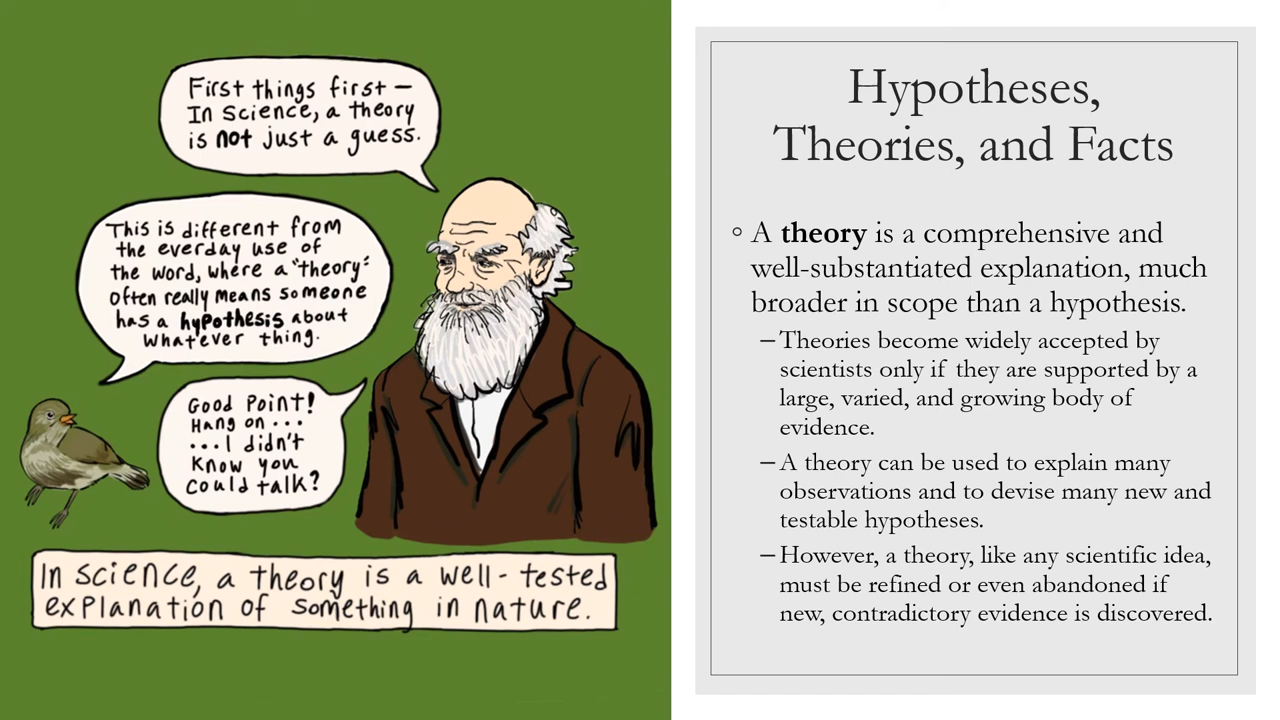 First things first –
In Science, a theory
is not just a guess.
This is different from
the everday use of
the word, where a "theory"
often really means someone
has a hypothesis about
whatever thing.
Good Point!
Hang on ...
...I didn't
know you
could talk?
In science, a theory is a well-tested
explanation of something in nature.
Hypotheses,
Theories, and Facts
◦ A theory is a comprehensive and
well-substantiated explanation, much
broader in scope than a hypothesis.
– Theories become widely accepted by
scientists only if they are supported by a
large, varied, and growing body of
evidence.
– A theory can be used to explain many
observations and to devise many new and
testable hypotheses.
– However, a theory, like any scientific idea,
must be refined or even abandoned if
new, contradictory evidence is discovered.